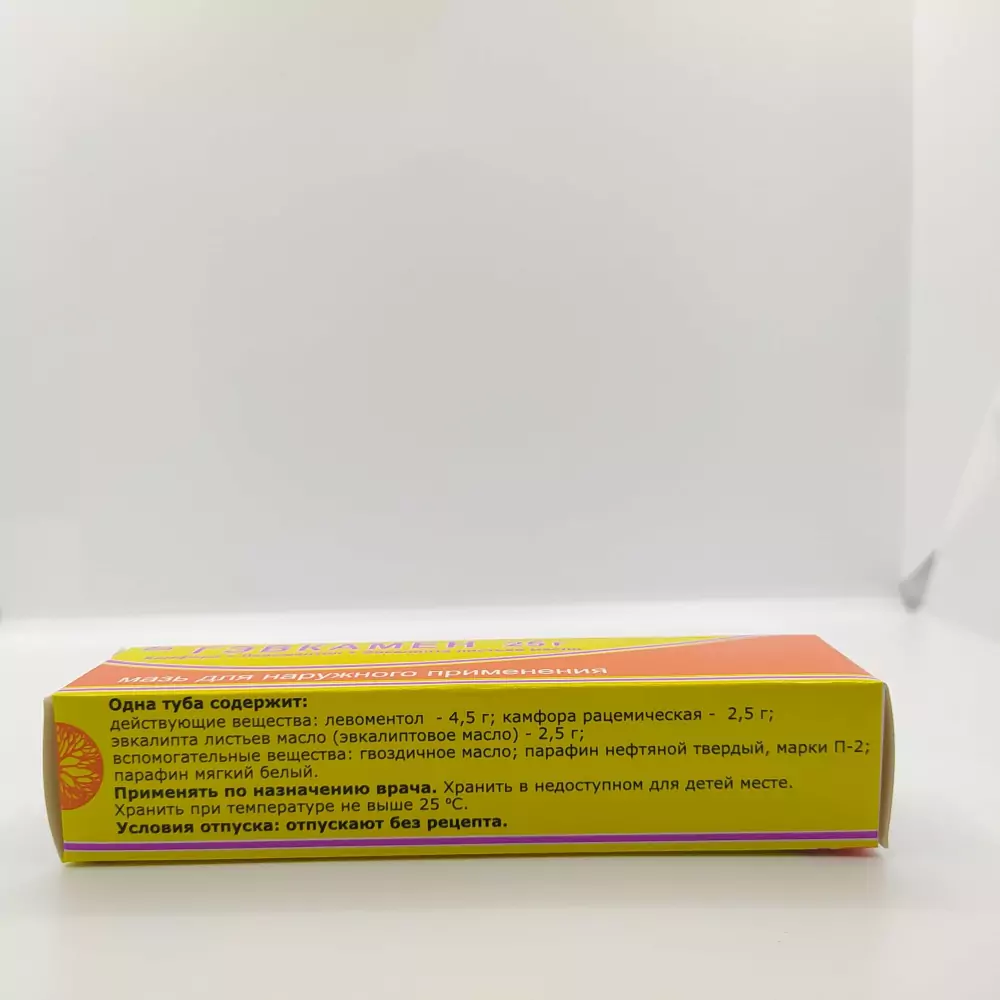 ГЭВКАМЕН 25г
мазь для наружного применения
Одна туба содержит:
действующие вещества: левоментол - 4,5 г; камфора рацемическая - 2,5 г;
эвкалипта листьев масло (эвкалиптовое масло) - 2,5 г;
вспомогательные вещества: гвоздичное масло; парафин нефтяной твердый, марки П-2;
парафин мягкий белый.
Применять по назначению врача. Хранить в недоступном для детей месте.
Хранить при температуре не выше 25 °С.
Условия отпуска: отпускают без рецепта.